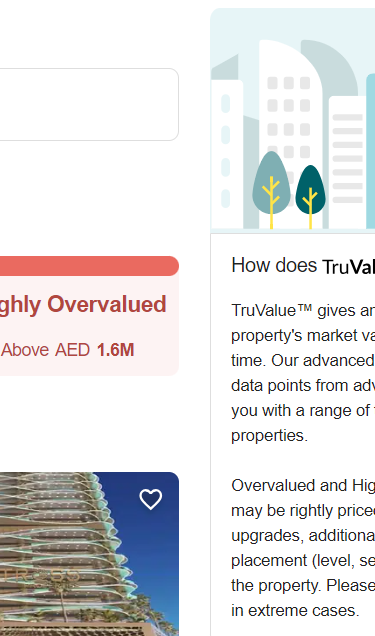 ghly Overvalued
Above AED 1.6M
How does TruVal
TruValue™ gives an
property's market va
time. Our advanced
data points from adv
you with a range of
properties.
Overvalued and Hig
may be rightly priced
upgrades, additiona
placement (level, se
the property. Please
in extreme cases.